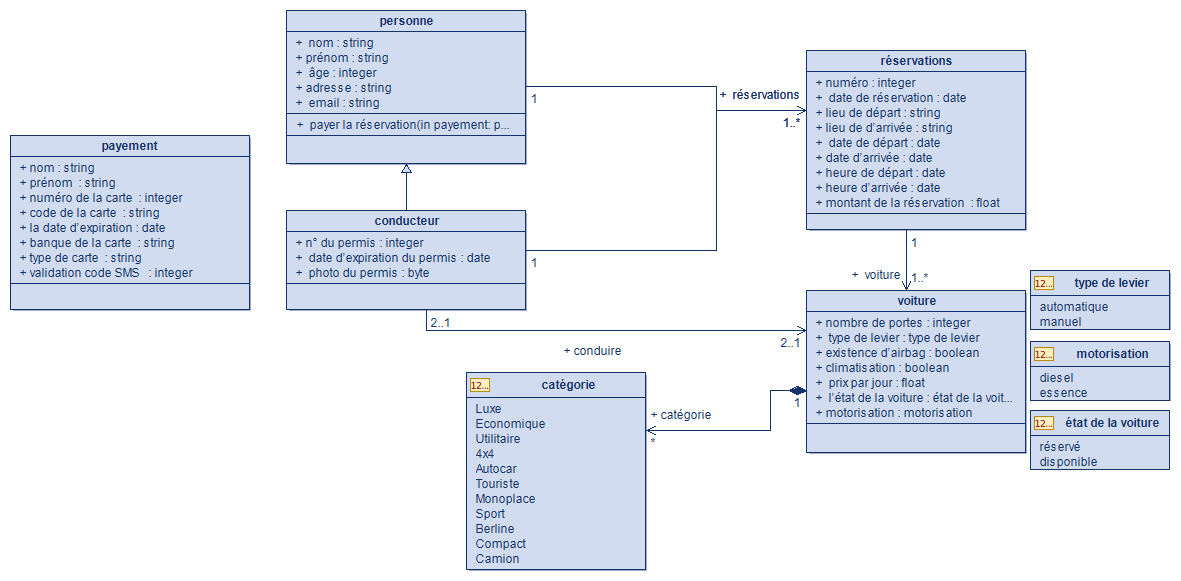 personne
+ nom : string
+ prénom : string
+ âge : integer
+ adresse : string
+ email : string
+ payer la réservation(in payement: p...
payement
+ nom : string
+ prénom : string
+ numéro de la carte : integer
+ code de la carte : string
+ la date d'expiration : date
+ banque de la carte : string
+ type de carte : string
+ validation code SMS : integer
conducteur
+ n° du permis : integer
+ date d'expiration du permis : date
+ photo du permis : byte
1
1
+ réservations
1..*
réservations
+ numéro : integer
+ date de réservation : date
+ lieu de départ : string
+ lieu de d'arrivée : string
+ date de départ : date
+ date d'arrivée : date
+ heure de départ : date
+ heure d'arrivée : date
+ montant de la réservation : float
1
+ voiture
1..*
voiture
+ nombre de portes : integer
+ type de levier : type de levier
+ existence d'airbag : boolean
+ climatisation : boolean
+ prix par jour : float
+ l'état de la voiture : état de la voit...
+ motorisation : motorisation
2..1
2..1
+ conduire
1
+ catégorie
*
12...
catégorie
Luxe
Economique
Utilitaire
4x4
Autocar
Touriste
Monoplace
Sport
Berline
Compact
Camion
12...
type de levier
automatique
manuel
12...
motorisation
diesel
essence
12...
état de la voiture
réservé
disponible